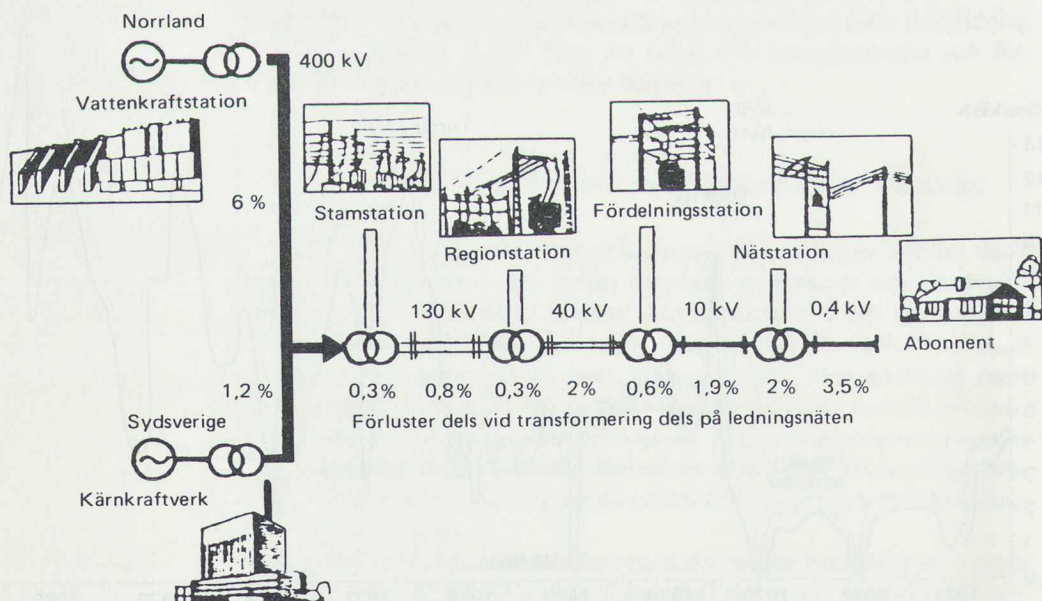 Norrland
400 kV
Vattenkraftstation
6 %
Stamstation
Regionstation
Fördelningsstation
Nätstation
130 kV
40 kV
10 kV
0,4 kV
Abonnent
1,2 %
0,3%
0,8%
0,3%
2%
0,6%
1,9%
2%
3,5%
Förluster dels vid transformering dels på ledningsnäten
Sydsverige
Kärnkraftverk